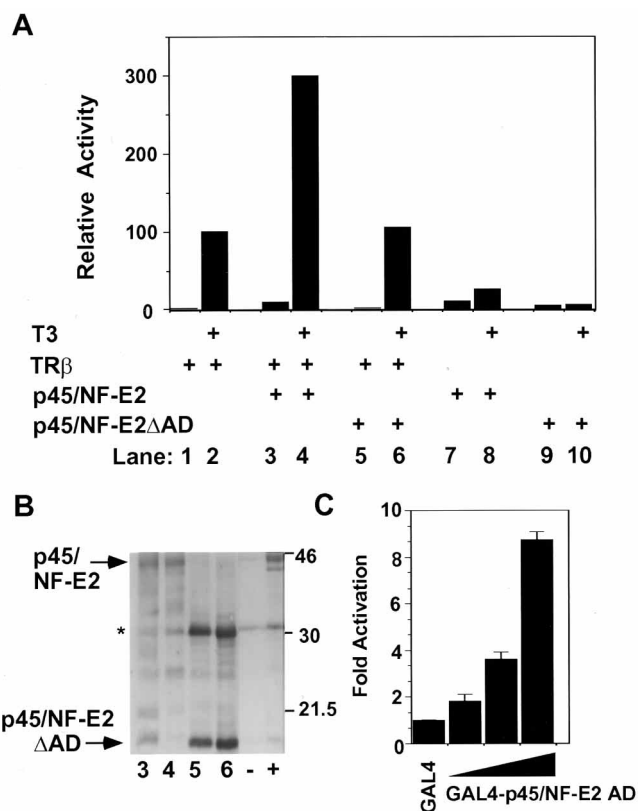 A
Relative Activity
300
200
100
0
T3 + + + + +
TRβ + + + + + +
p45/NF-E2 + + + +
p45/NF-E2ΔAD + + + +
Lane: 1 2 3 4 5 6 7 8 9 10
B
p45/
NF-E2
*
p45/NF-E2
ΔAD
46
30
21.5
3 4 5 6 - +
C
Fold Activation
10
8
6
4
2
0
GAL4
GAL4-p45/NF-E2 AD